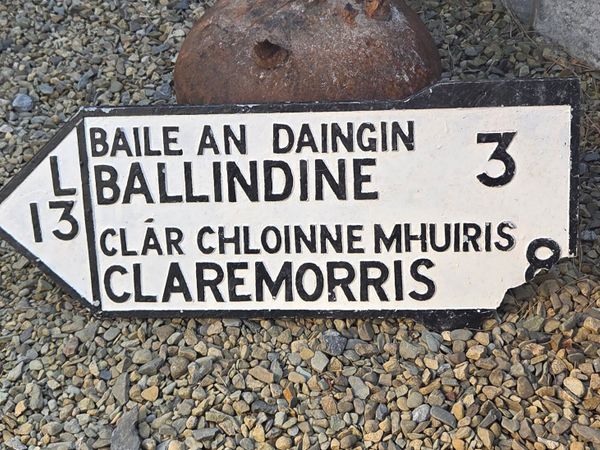 L
13
BAILE AN DAINGIN
BALLINDINE 3
CLÁR CHLOINNE MHUIRIS
CLAREMORRIS 8